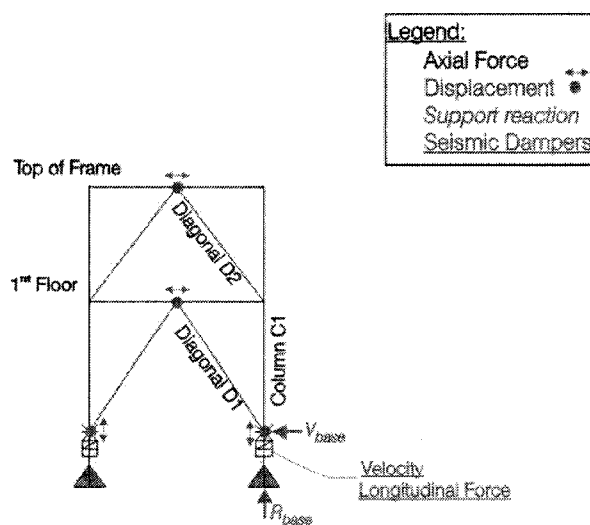 Legend:
Axial Force
Displacement
Support reaction
Seismic Dampers
Top of Frame
Diagonal D2
1st Floor
Diagonal D1
Column C1
Vbase
Velocity
Longitudinal Force
Rbase